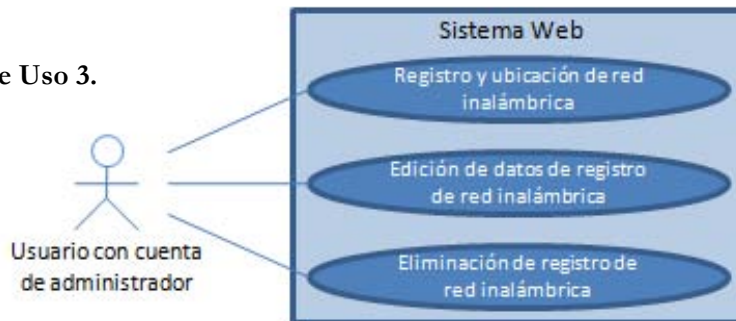 Sistema Web
e Uso 3.
Registro y ubicación de red
inalámbrica
Edición de datos de registro
de red inalámbrica
Usuario con cuenta
de administrador
Eliminación de registro de
red inalámbrica